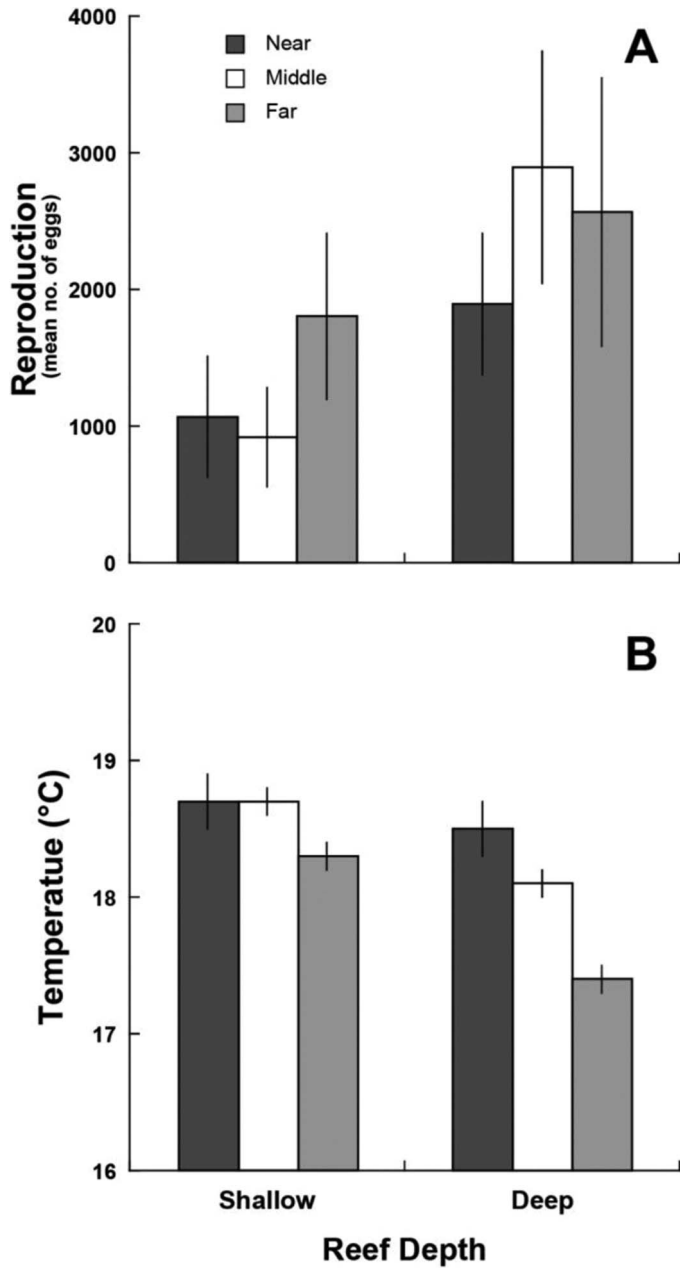 4000
A
Near
Middle
Far
3000
2000
1000
0
Reproduction
(mean no. of eggs)
20
B
19
18
17
16
Temperatue (°C)
Shallow
Deep
Reef Depth